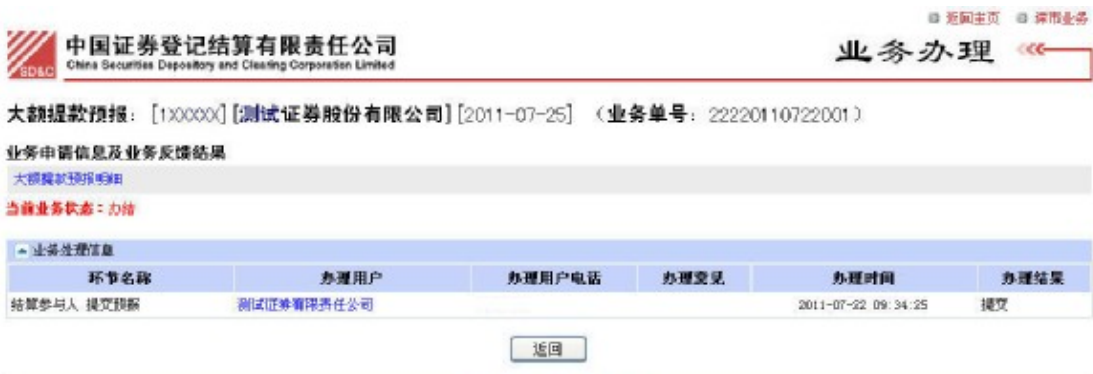 返回主页 深市业务
中国证券登记结算有限责任公司
China Securities Depository and Clearing Corporation Limited
SD&C
业务办理
大额提款预报：[1XXXXX][测试证券股份有限公司][2011-07-25] （业务单号：22220110722001）
业务申请信息及业务反馈结果
大额提款预报明细
当前业务状态：办结
业务处理信息
环节名称 办理用户 办理用户电话 办理意见 办理时间 办理结果
结算参与人 提交预报 测试证券有限责任公司 2011-07-22 09:34:25 提交
返回